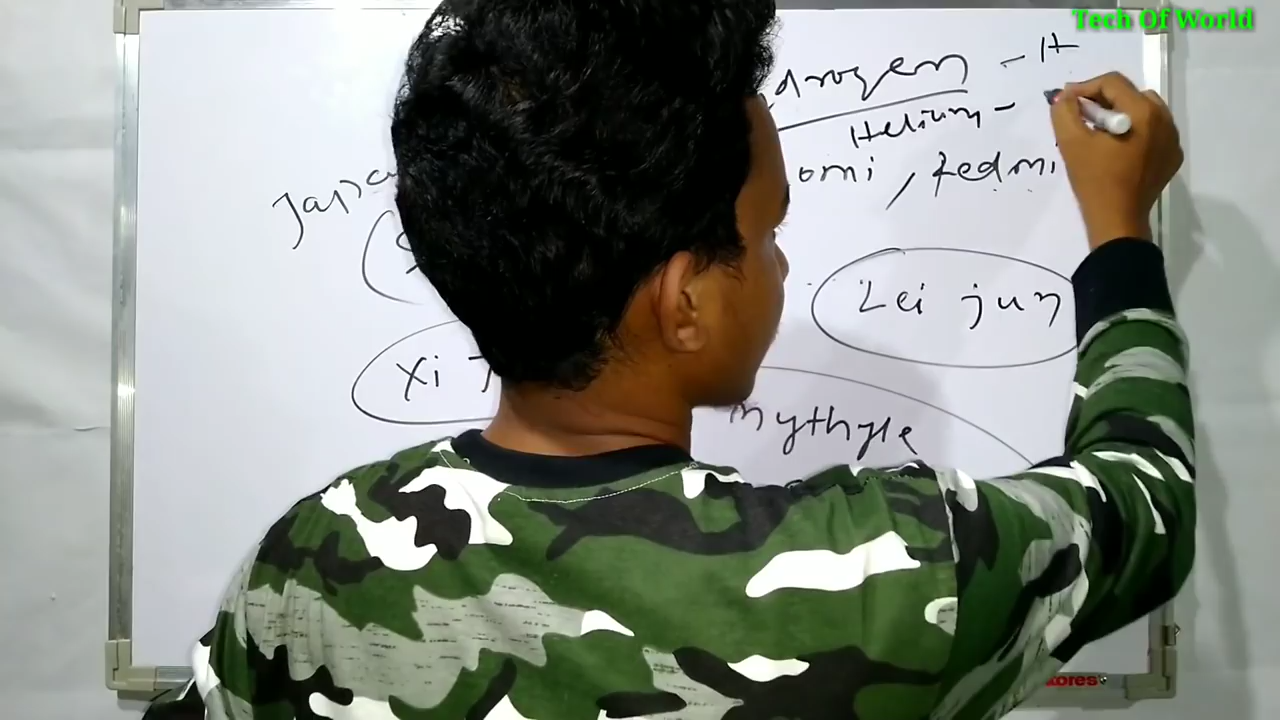 Tech Of World
drogen - H
Helium -
omi, Redmi
Japa
Lei jun
Xi
mythyle